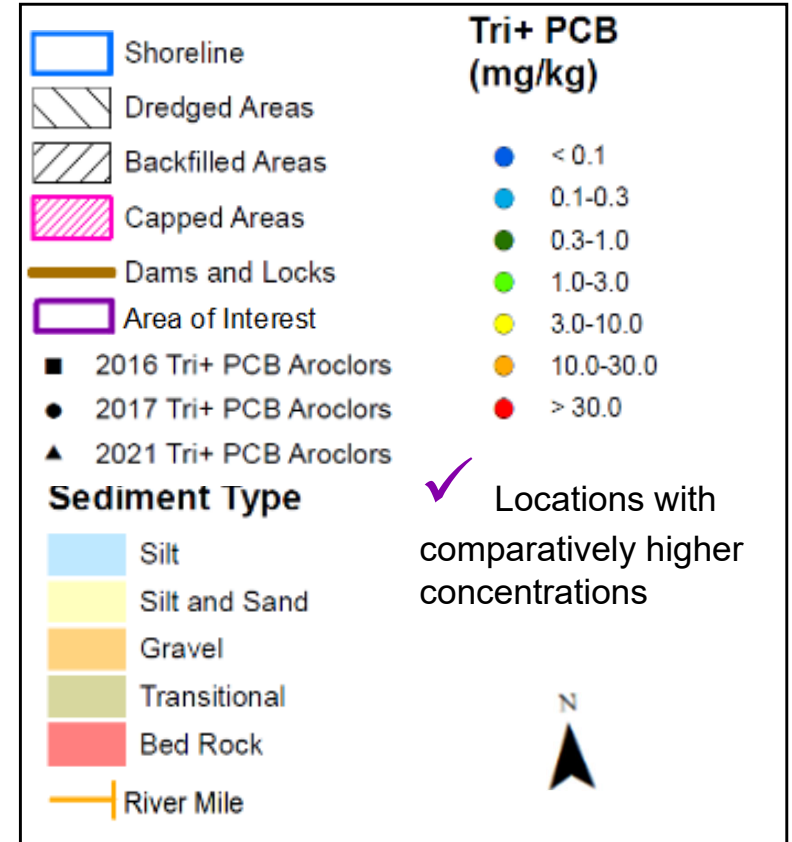 Shoreline
Dredged Areas
Backfilled Areas
Capped Areas
Dams and Locks
Area of Interest
2016 Tri+ PCB Aroclors
2017 Tri+ PCB Aroclors
2021 Tri+ PCB Aroclors
Sediment Type
Silt
Silt and Sand
Gravel
Transitional
Bed Rock
River Mile
Tri+ PCB
(mg/kg)
< 0.1
0.1-0.3
0.3-1.0
1.0-3.0
3.0-10.0
10.0-30.0
> 30.0
Locations with
comparatively higher
concentrations
N